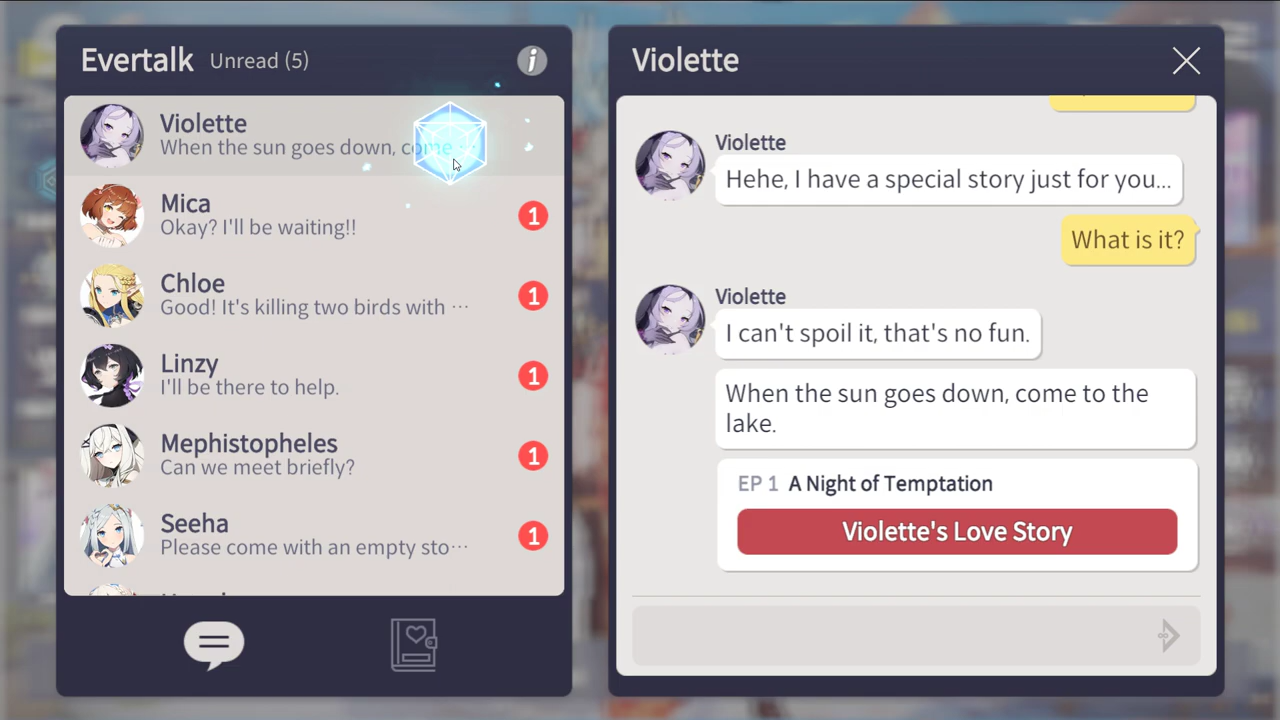 Evertalk Unread (5)
Violette
When the sun goes down, come ···
Mica
Okay? I'll be waiting!!
1
Chloe
Good! It's killing two birds with ···
1
Linzy
I'll be there to help.
1
Mephistopheles
Can we meet briefly?
1
Seeha
Please come with an empty sto···
1
Violette
Violette
Hehe, I have a special story just for you...
What is it?
Violette
I can't spoil it, that's no fun.
When the sun goes down, come to the
lake.
EP 1 A Night of Temptation
Violette's Love Story